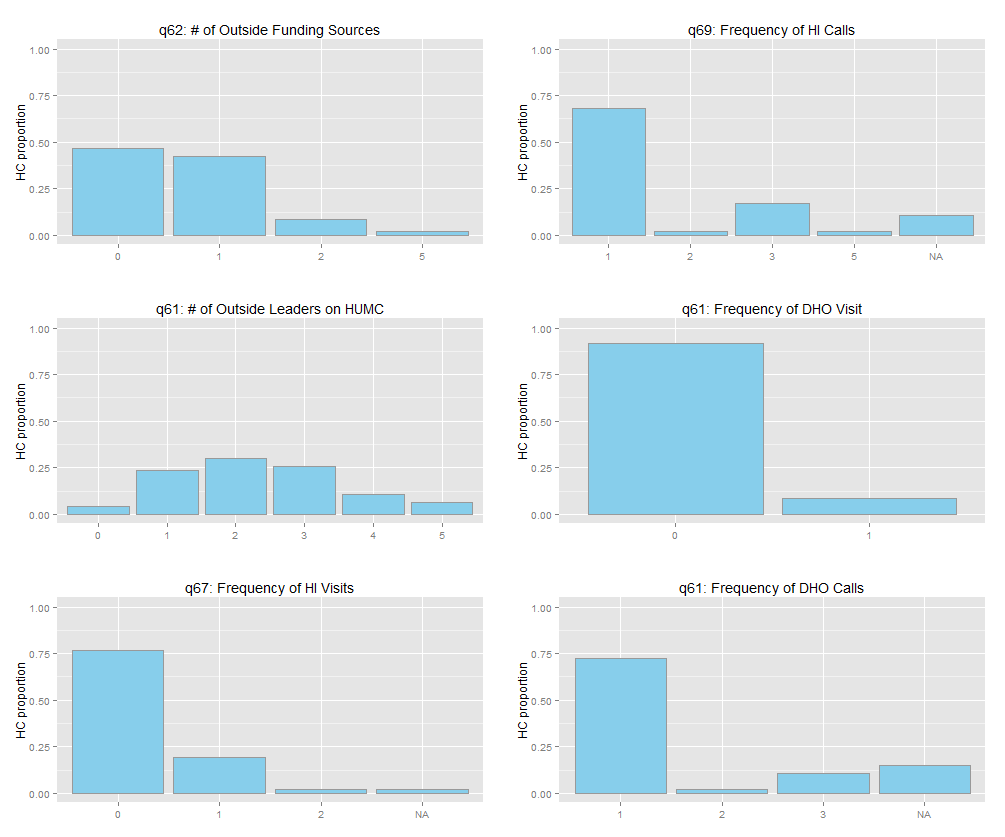 q62: # of Outside Funding Sources
HC proportion
1.00
0.75
0.50
0.25
0.00
0 1 2 5
q69: Frequency of HI Calls
HC proportion
1.00
0.75
0.50
0.25
0.00
1 2 3 5 NA
q61: # of Outside Leaders on HUMC
HC proportion
1.00
0.75
0.50
0.25
0.00
0 1 2 3 4 5
q61: Frequency of DHO Visit
HC proportion
1.00
0.75
0.50
0.25
0.00
0 1
q67: Frequency of HI Visits
HC proportion
1.00
0.75
0.50
0.25
0.00
0 1 2 NA
q61: Frequency of DHO Calls
HC proportion
1.00
0.75
0.50
0.25
0.00
1 2 3 NA